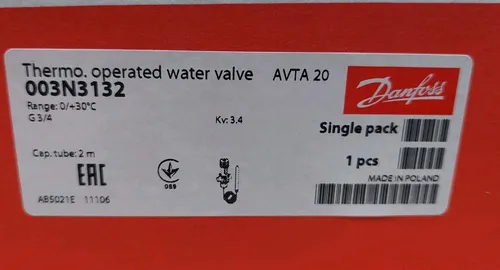 Thermo. operated water valve AVTA 20
003N3132
Range: 0/+30°C
G 3/4
Kv: 3.4
Cap. tube: 2 m
EAC
089
AB5021E 11106
Danfoss
Single pack
1 pcs
MADE IN POLAND